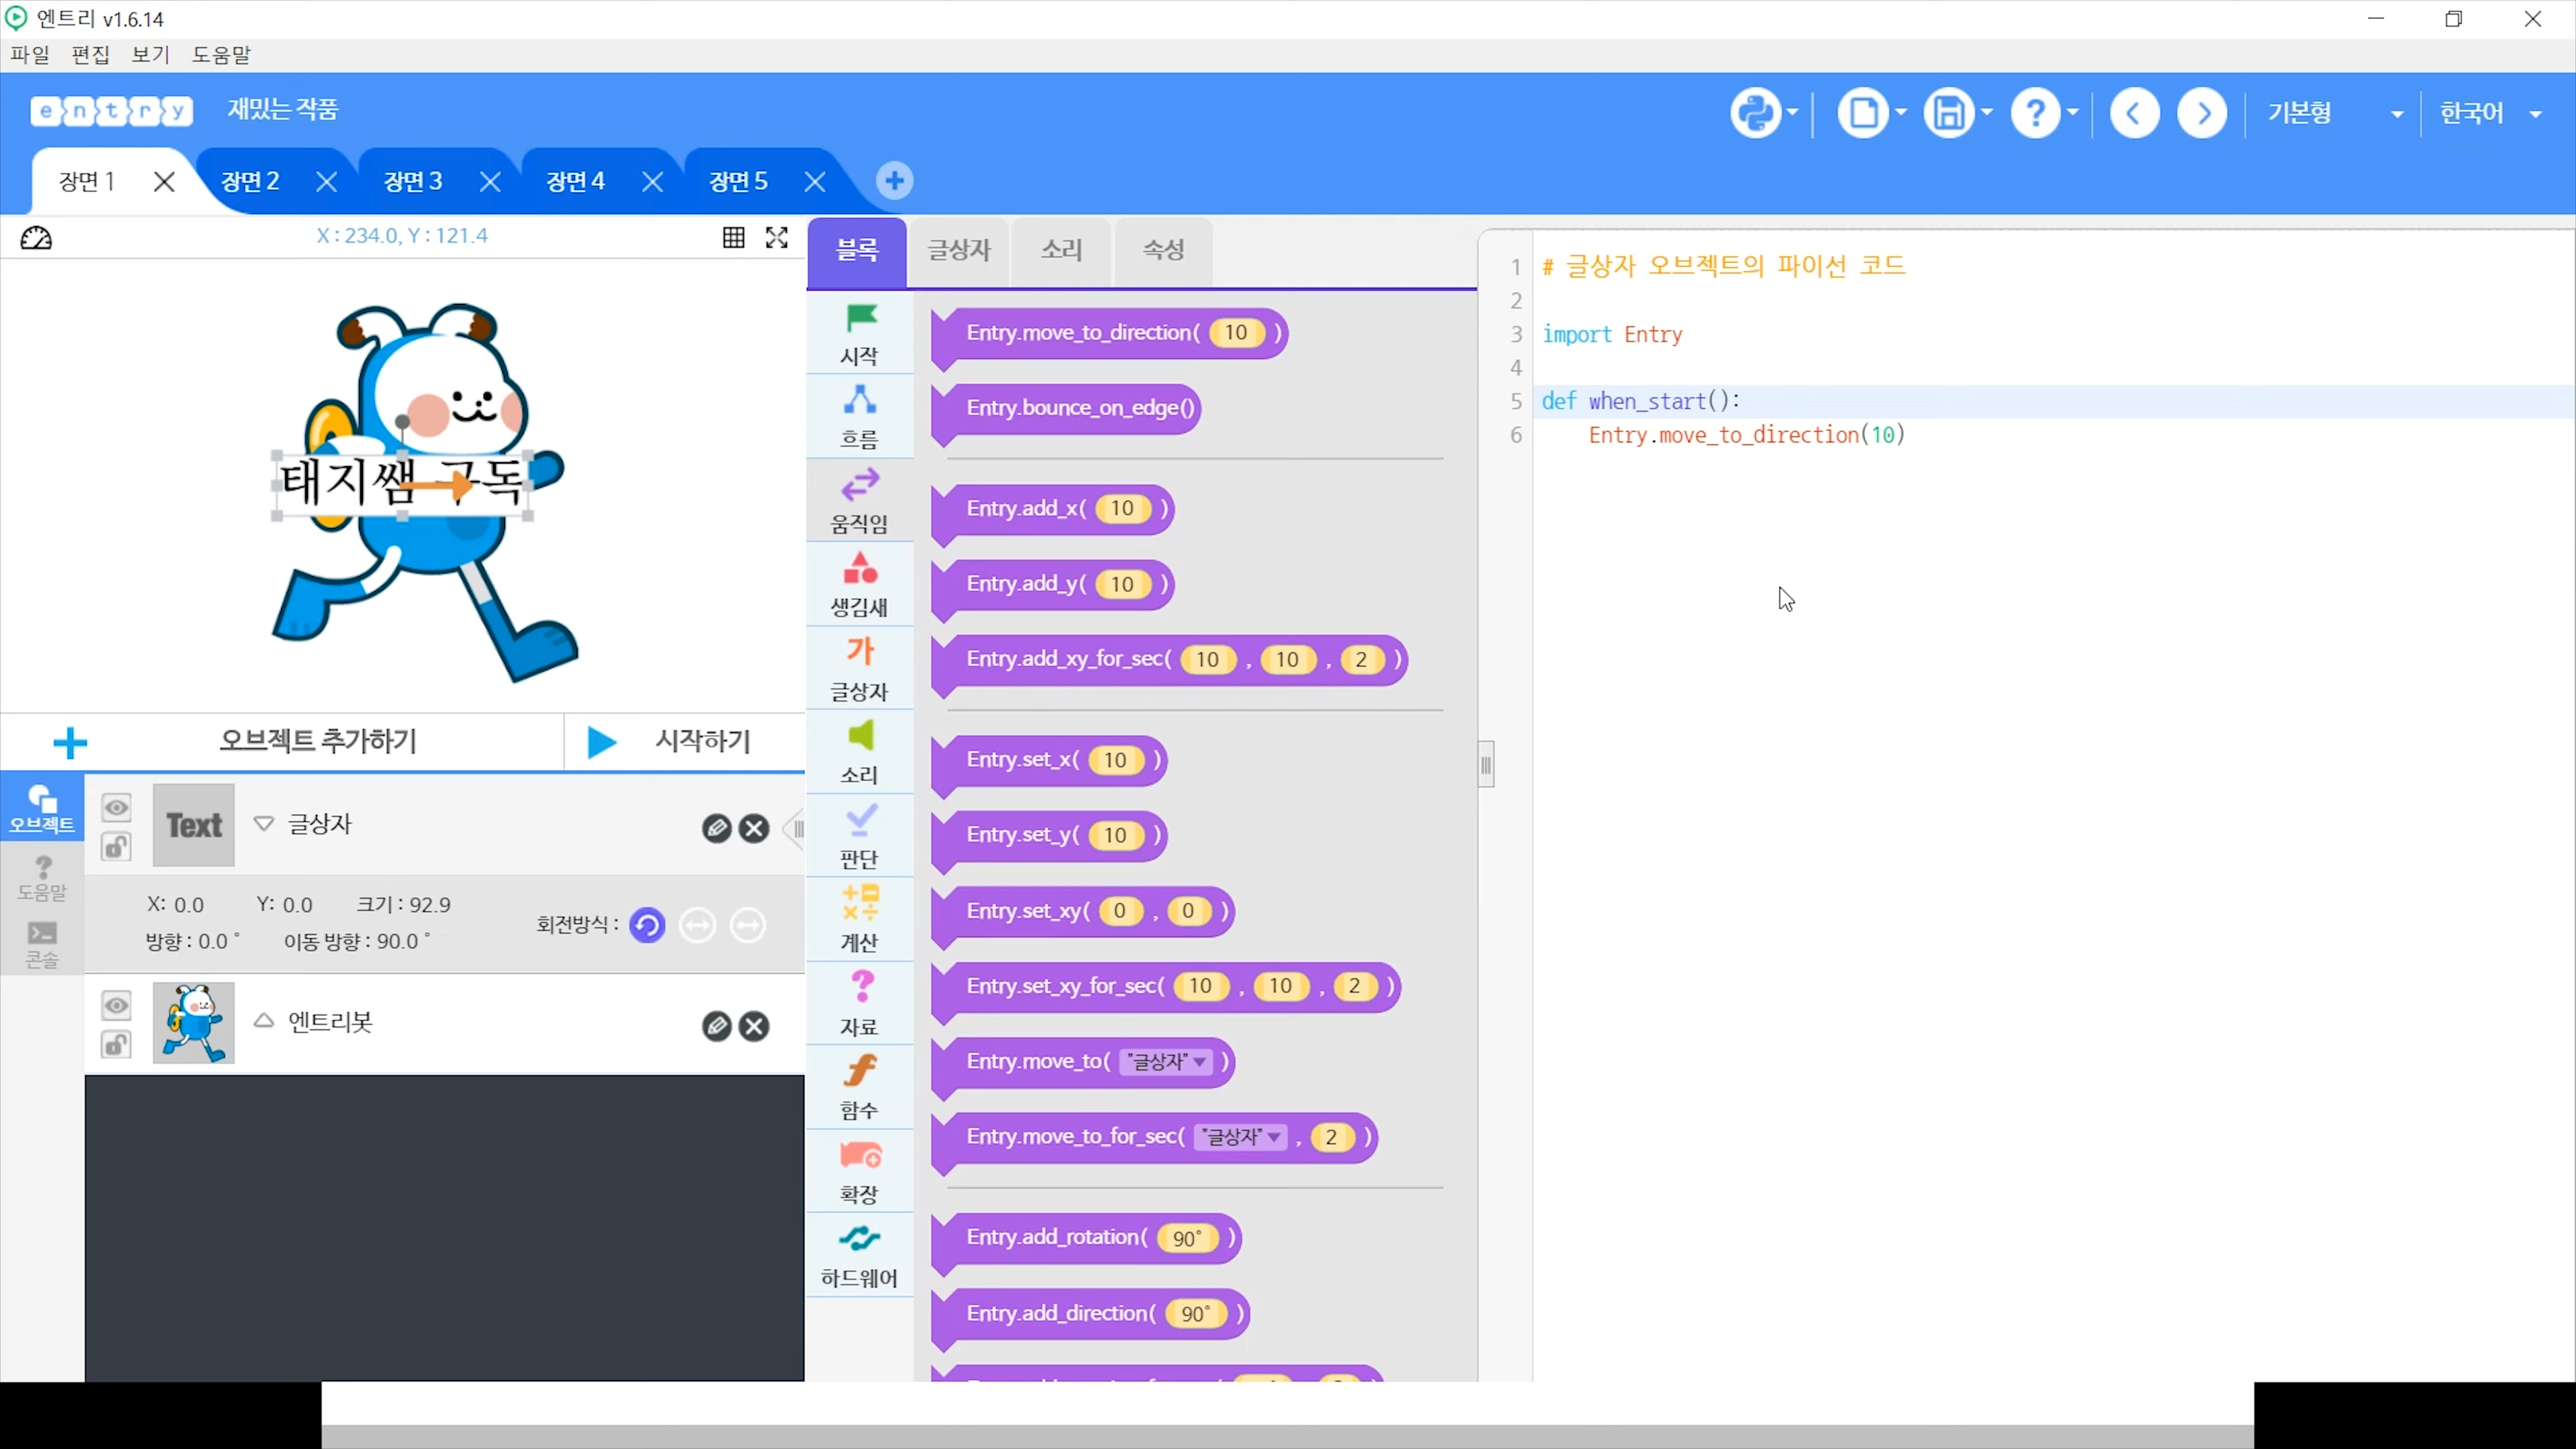 엔트리 v1.6.14
파일 편집 보기 도움말
entry 재밌는 작품
기본형 한국어
장면 1 장면 2 장면 3 장면 4 장면 5
X : 234.0, Y : 121.4
태지쌤 구독
오브젝트 추가하기
시작하기
오브젝트
도움말
콘솔
Text 글상자
X: 0.0 Y: 0.0 크기 : 92.9
방향 : 0.0 ° 이동 방향 : 90.0 °
회전방식 :
엔트리봇
블록 글상자 소리 속성
시작
흐름
움직임
생김새
가
글상자
소리
판단
계산
자료
함수
확장
하드웨어
Entry.move_to_direction( 10 )
Entry.bounce_on_edge()
Entry.add_x( 10 )
Entry.add_y( 10 )
Entry.add_xy_for_sec( 10 , 10 , 2 )
Entry.set_x( 10 )
Entry.set_y( 10 )
Entry.set_xy( 0 , 0 )
Entry.set_xy_for_sec( 10 , 10 , 2 )
Entry.move_to( "글상자" )
Entry.move_to_for_sec( "글상자" , 2 )
Entry.add_rotation( 90° )
Entry.add_direction( 90° )
1 # 글상자 오브젝트의 파이선 코드
2
3 import Entry
4
5 def when_start():
6 Entry.move_to_direction(10)